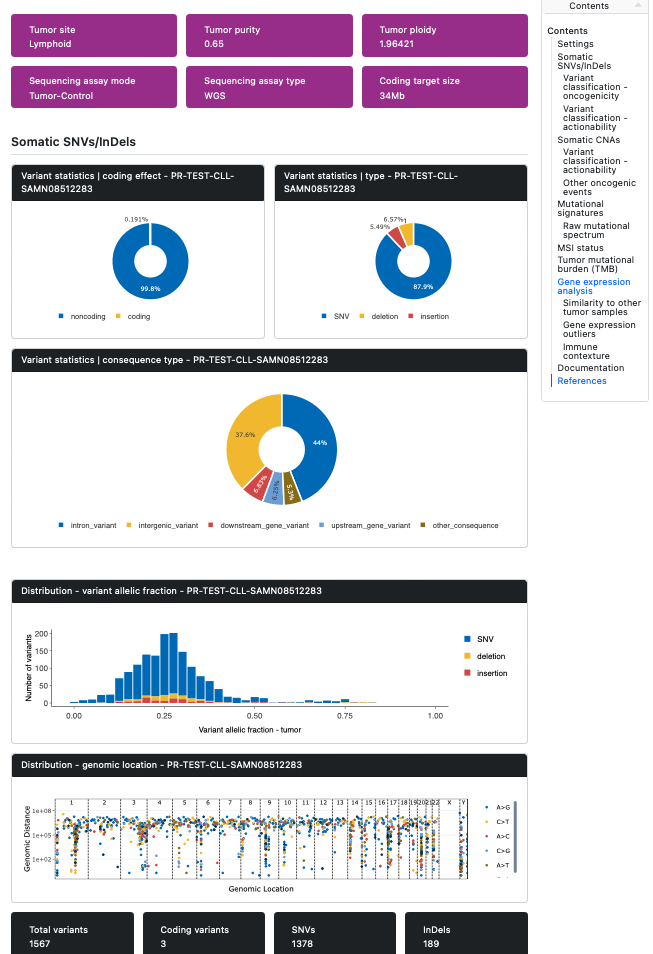 Tumor site
Lymphoid
Tumor purity
0.65
Tumor ploidy
1.96421
Sequencing assay mode
Tumor-Control
Sequencing assay type
WGS
Coding target size
34Mb
Somatic SNVs/InDels
Variant statistics | coding effect - PR-TEST-CLL-
SAMN08512283
0.191%
99.8%
noncoding
coding
Variant statistics | type - PR-TEST-CLL-
SAMN08512283
6.57%
5.49%
87.9%
SNV
deletion
insertion
Variant statistics | consequence type - PR-TEST-CLL-SAMN08512283
37.6%
44%
6.83%
6.25%
5.3%
intron_variant
intergenic_variant
downstream_gene_variant
upstream_gene_variant
other_consequence
Distribution - variant allelic fraction - PR-TEST-CLL-SAMN08512283
Number of variants
200
150
100
50
0
0.00
0.25
0.50
0.75
1.00
Variant allelic fraction - tumor
SNV
deletion
insertion
Distribution - genomic location - PR-TEST-CLL-SAMN08512283
Genomic Distance
1e+08
1e+05
1e+02
1 2 3 4 5 6 7 8 9 10 11 12 13 14 15 16 17 18 19 20 21 22 X Y
Genomic Location
A>G
C>T
A>C
C>G
A>T
Total variants
1567
Coding variants
3
SNVs
1378
InDels
189
Contents
Contents
Settings
Somatic
SNVs/InDels
Variant
classification -
oncogenicity
Variant
classification -
actionability
Somatic CNAs
Variant
classification -
actionability
Other oncogenic
events
Mutational
signatures
Raw mutational
spectrum
MSI status
Tumor mutational
burden (TMB)
Gene expression
analysis
Similarity to other
tumor samples
Gene expression
outliers
Immune
contexture
Documentation
References